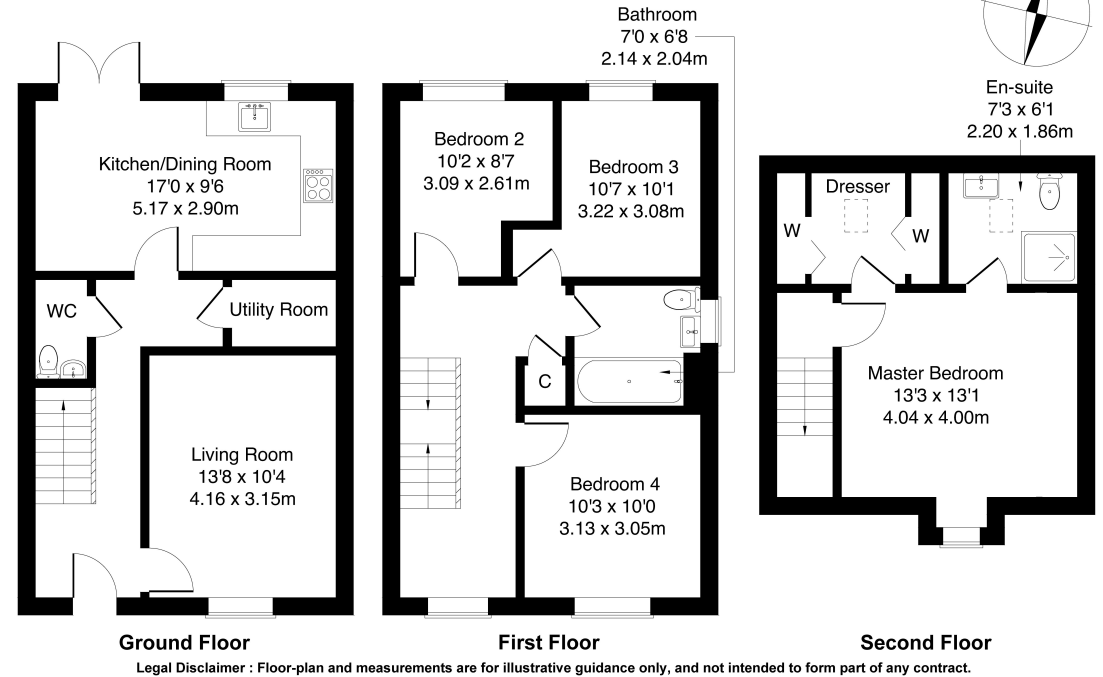 Kitchen/Dining Room
17'0 x 9'6
5.17 x 2.90m
WC
Utility Room
Living Room
13'8 x 10'4
4.16 x 3.15m
Ground Floor
Bathroom
7'0 x 6'8
2.14 x 2.04m
Bedroom 2
10'2 x 8'7
3.09 x 2.61m
Bedroom 3
10'7 x 10'1
3.22 x 3.08m
C
Bedroom 4
10'3 x 10'0
3.13 x 3.05m
First Floor
En-suite
7'3 x 6'1
2.20 x 1.86m
Dresser
W
W
Master Bedroom
13'3 x 13'1
4.04 x 4.00m
Second Floor
Legal Disclaimer : Floor-plan and measurements are for illustrative guidance only, and not intended to form part of any contract.